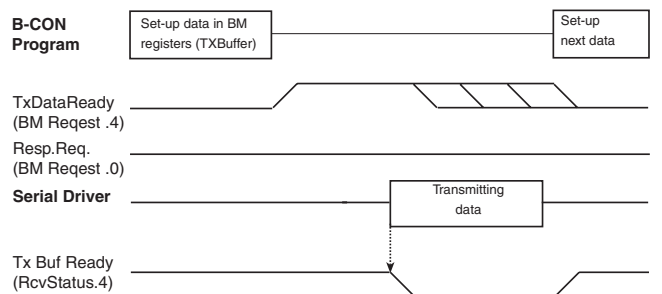 B-CON
Program
Set-up data in BM
registers (TXBuffer)
Set-up
next data
TxDataReady
(BM Reqest .4)
Resp.Req.
(BM Reqest .0)
Serial Driver
Transmitting
data
Tx Buf Ready
(RcvStatus.4)